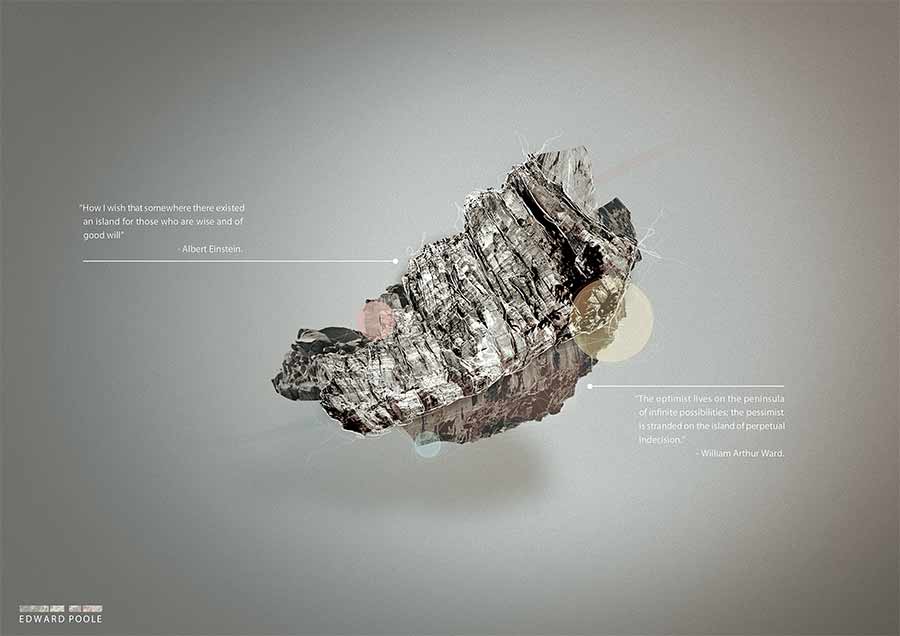 "How I wish that somewhere there existed
an island for those who are wise and of
good will"
- Albert Einstein.
"The optimist lives on the peninsula
of infinite possibilities; the pessimist
is stranded on the island of perpetual
indecision."
- William Arthur Ward.
EDWARD POOLE